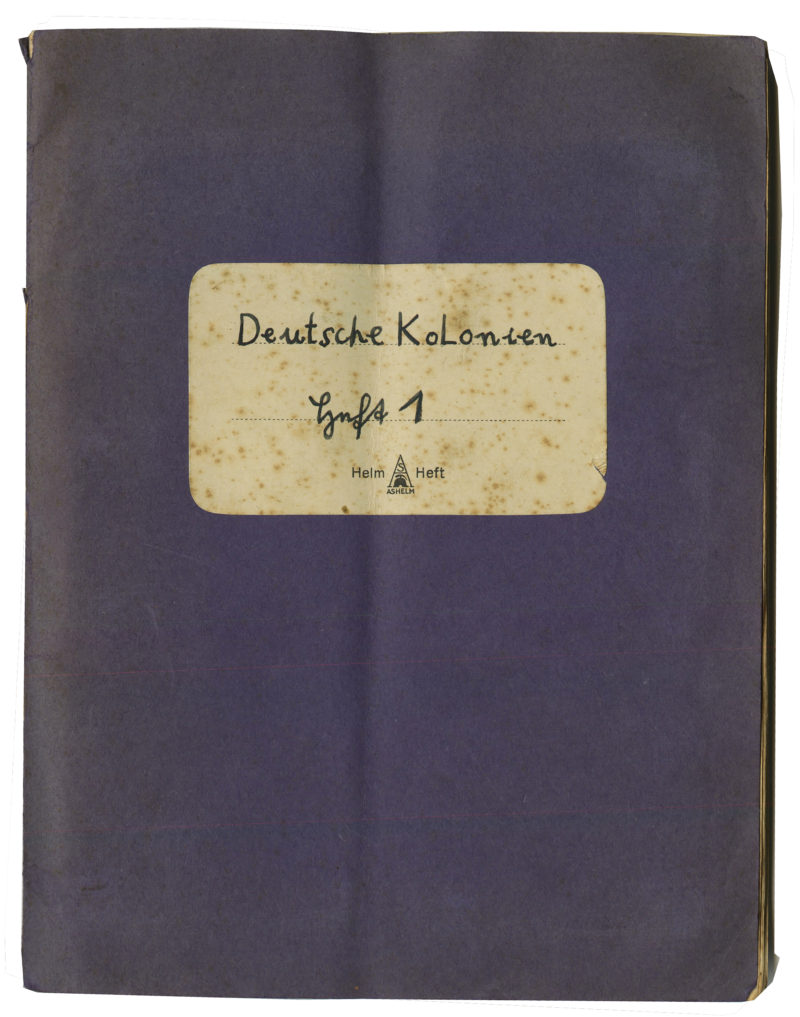 Deutsche Kolonien
Heft 1
Helm Heft
ASHELM